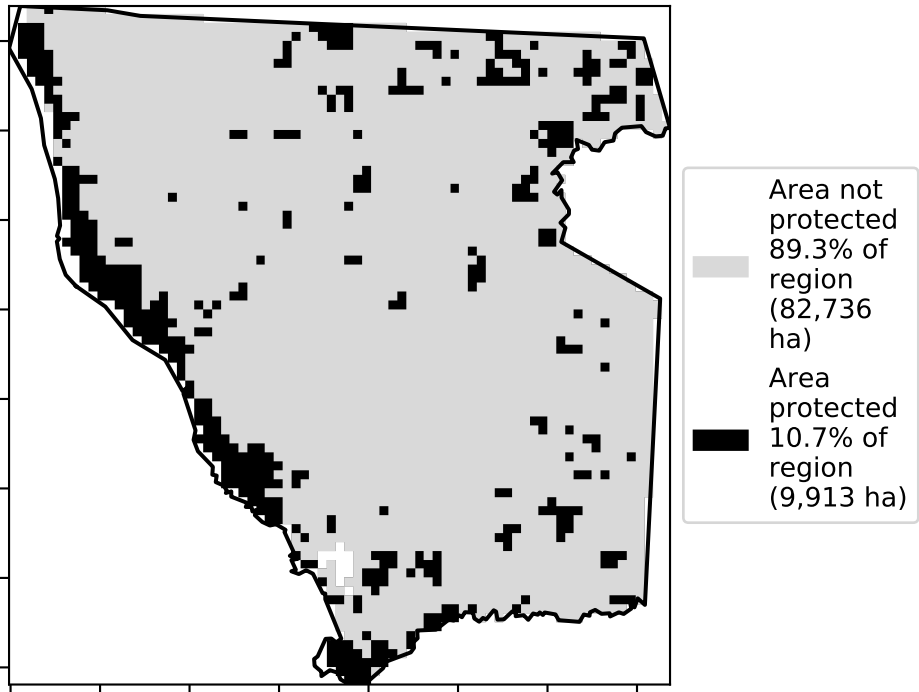 Area not
protected
89.3% of
region
(82,736
ha)
Area
protected
10.7% of
region
(9,913 ha)